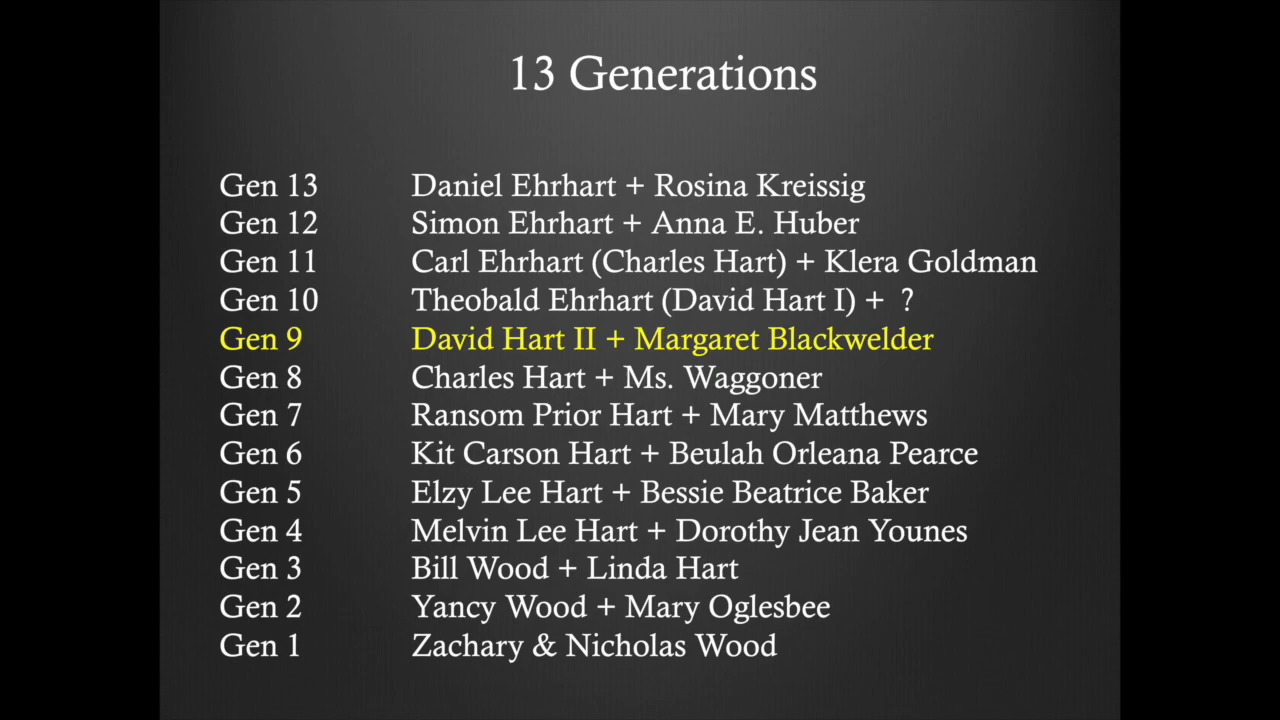 13 Generations
Gen 13 Daniel Ehrhart + Rosina Kreissig
Gen 12 Simon Ehrhart + Anna E. Huber
Gen 11 Carl Ehrhart (Charles Hart) + Klera Goldman
Gen 10 Theobald Ehrhart (David Hart I) + ?
Gen 9 David Hart II + Margaret Blackwelder
Gen 8 Charles Hart + Ms. Waggoner
Gen 7 Ransom Prior Hart + Mary Matthews
Gen 6 Kit Carson Hart + Beulah Orleana Pearce
Gen 5 Elzy Lee Hart + Bessie Beatrice Baker
Gen 4 Melvin Lee Hart + Dorothy Jean Younes
Gen 3 Bill Wood + Linda Hart
Gen 2 Yancy Wood + Mary Oglesbee
Gen 1 Zachary & Nicholas Wood